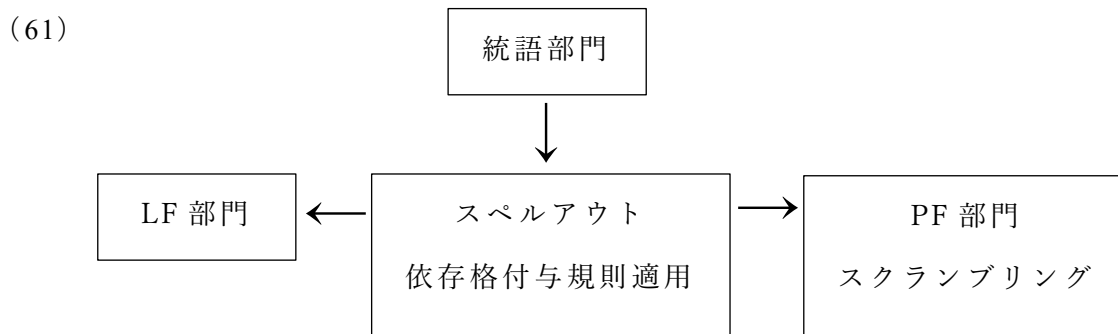 (61)
統語部門
LF 部門
スペルアウト
依存格付与規則適用
PF 部門
スクランブリング